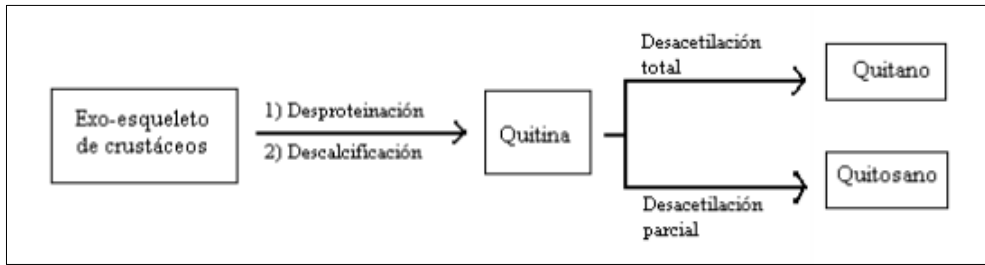 Exo-esqueleto
de crustáceos
1) Desproteinación
2) Descalcificación
Quitina
Desacetilación
total
Quitano
Desacetilación
parcial
Quitosano